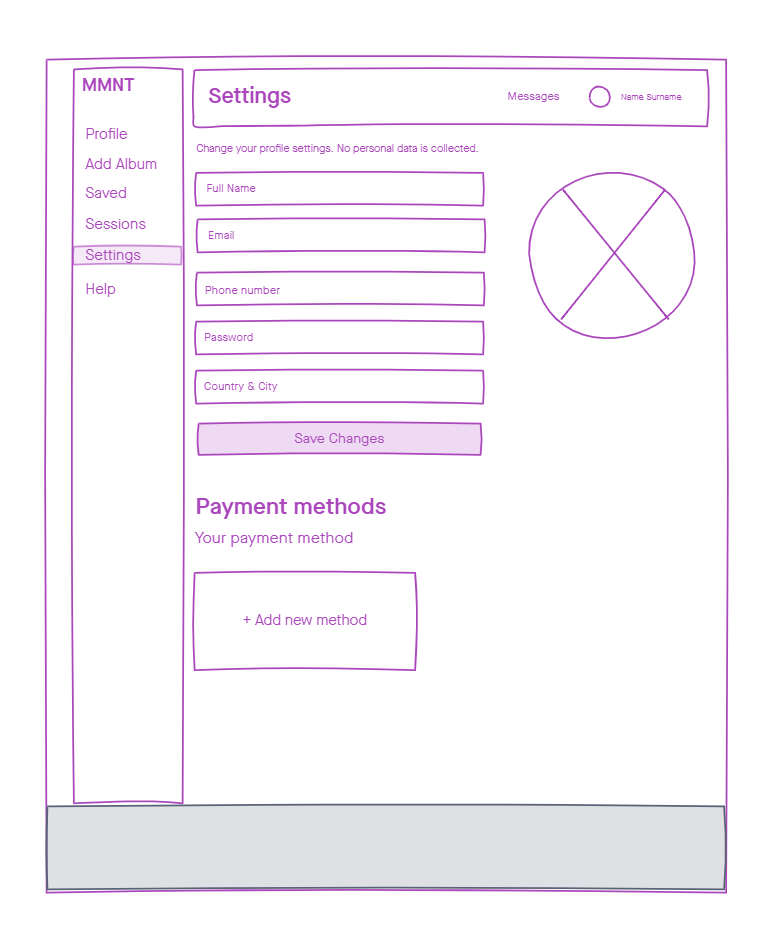 MMNT
Profile
Add Album
Saved
Sessions
Settings
Help
Settings
Messages
Name Surname
Change your profile settings. No personal data is collected.
Full Name
Email
Phone number
Password
Country & City
Save Changes
Payment methods
Your payment method
+ Add new method